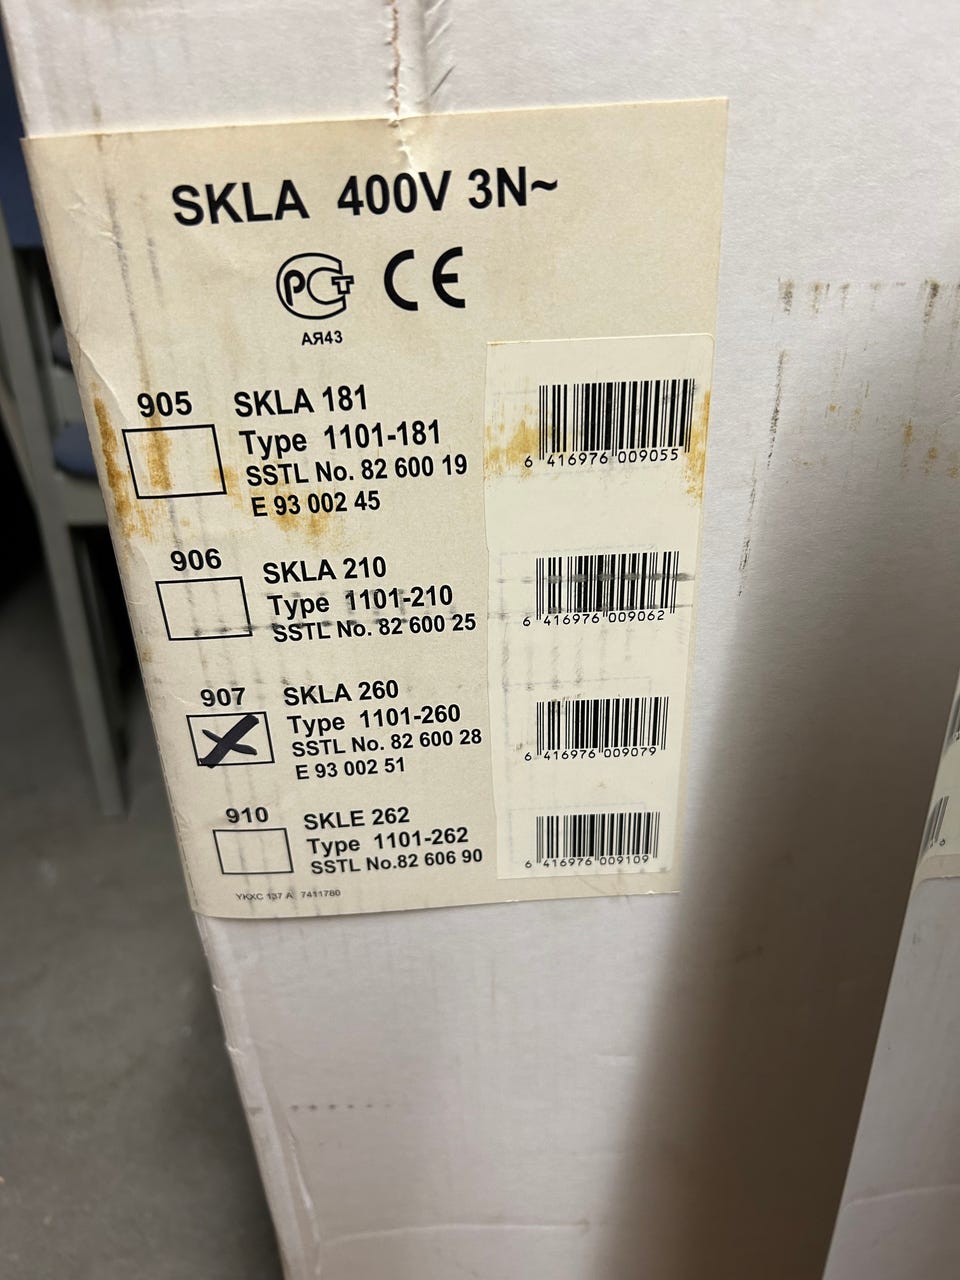 SKLA 400V 3N~
РСТ CE
АЯ43
905 SKLA 181
Type 1101-181
SSTL No. 82 600 19
E 93 002 45
6 416976 009055
906 SKLA 210
Type 1101-210
SSTL No. 82 600 25
6 416976 009062
907 SKLA 260
Type 1101-260
SSTL No. 82 600 28
E 93 002 51
6 416976 009079
910 SKLE 262
Type 1101-262
SSTL No.82 606 90
6 416976 009109
YKXC 137 A 7411780